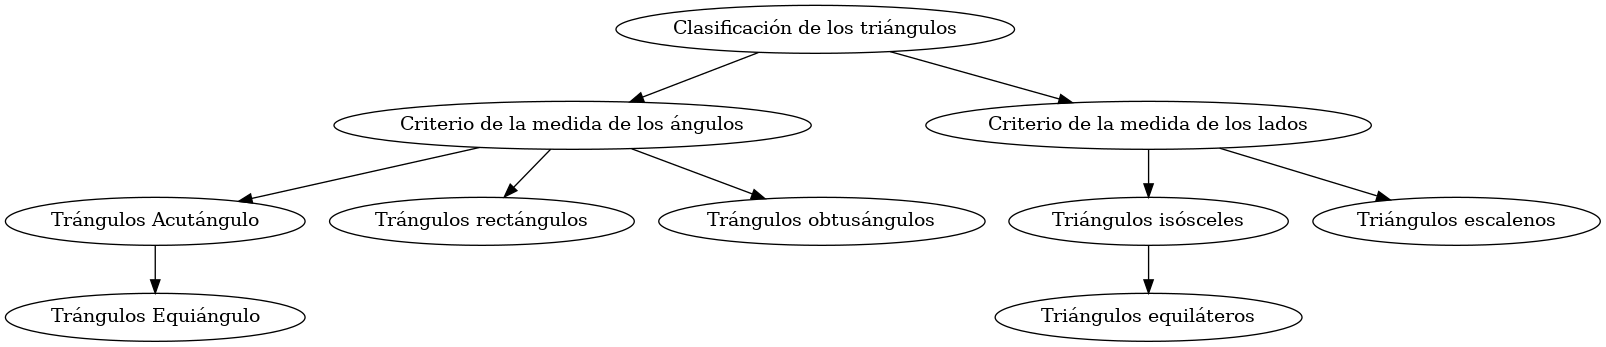 Clasificación de los triángulos
Criterio de la medida de los ángulos
Criterio de la medida de los lados
Trángulos Acutángulo
Trángulos rectángulos
Trángulos obtusángulos
Triángulos isósceles
Triángulos escalenos
Trángulos Equiángulo
Triángulos equiláteros